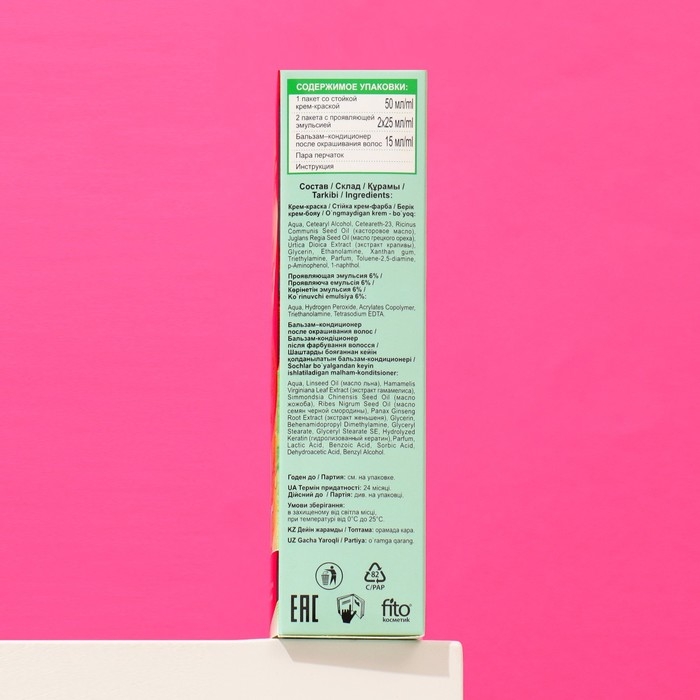 СОДЕРЖИМОЕ УПАКОВКИ:
1 пакет со стойкой
крем-краской 50 мл/ml
2 пакета с проявляющей
эмульсией 2x25 мл/ml
Бальзам–кондиционер
после окрашивания волос 15 мл/ml
Пара перчаток
Инструкция
Состав / Склад / Құрамы /
Tarkibi / Ingredients:
Крем-краска / Стійка крем-фарба / Берік
крем-бояу / O`ngmaydigan krem - bo`yoq:
Aqua, Cetearyl Alcohol, Ceteareth-23, Ricinus
Communis Seed Oil (касторовое масло),
Juglans Regia Seed Oil (масло грецкого ореха),
Urtica Dioica Extract (экстракт крапивы),
Glycerin, Ethanolamine, Xanthan gum,
Triethylamine, Parfum, Toluene-2,5-diamine,
p-Aminophenol, 1-naphthol.
Проявляющая эмульсия 6% /
Проявляюча емульсія 6% /
Көрінетін эмульсия 6% /
Ko`rinuvchi emulsiya 6%:
Aqua, Hydrogen Peroxide, Acrylates Copolymer,
Triethanolamine, Tetrasodium EDTA.
Бальзам–кондиционер
после окрашивания волос /
Бальзам-кондіціонер
після фарбування волосся /
Шаштарды бояғаннан кейін
қолданылатын бальзам-кондиционері /
Sochlar bo`yalgandan keyin
ishlatiladigan malham-konditsioner:
Aqua, Linseed Oil (масло льна), Hamamelis
Virginiana Leaf Extract (экстракт гамамелиса),
Simmondsia Chinensis Seed Oil (масло
жожоба), Ribes Nigrum Seed Oil (масло
семян черной смородины), Panax Ginseng
Root Extract (экстракт женьшеня), Glycerin,
Behenamidopropyl Dimethylamine, Glyceryl
Stearate, Glyceryl Stearate SE, Hydrolyzed
Keratin (гидролизованный кератин), Parfum,
Lactic Acid, Benzoic Acid, Sorbic Acid,
Dehydroacetic Acid, Benzyl Alcohol.
Годен до / Партия: см. на упаковке.
UA Термін придатності: 24 місяці.
Дійсний до / Партія: див. на упаковці.
Умови зберігання:
в захищеному від світла місці,
при температурі від 0°С до 25°С.
KZ Дейін жарамды / Топтама: орамада қара.
UZ Gacha Yaroqli / Partiya: o`ramga qarang.
82
C/PAP
EAC
fito
косметик